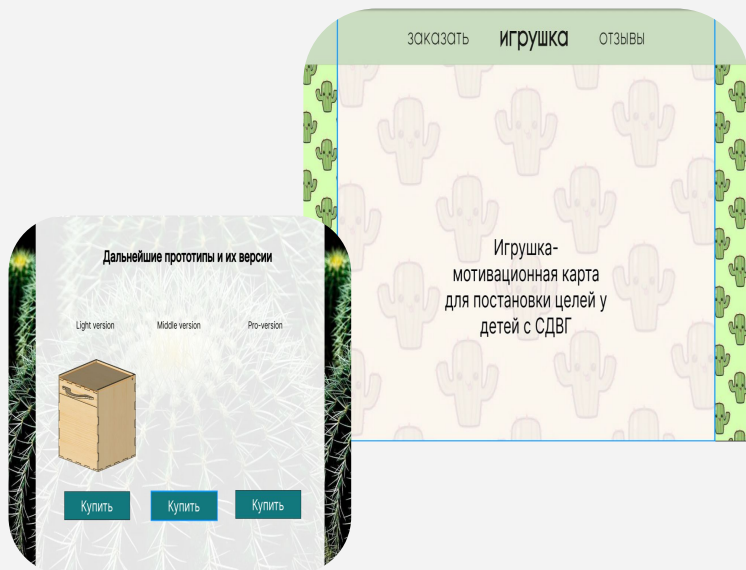 заказать игрушка отзывы
Игрушка-
мотивационная карта
для постановки целей у
детей с СДВГ
Дальнейшие прототипы и их версии
Light version Middle version Pro-version
Купить Купить Купить